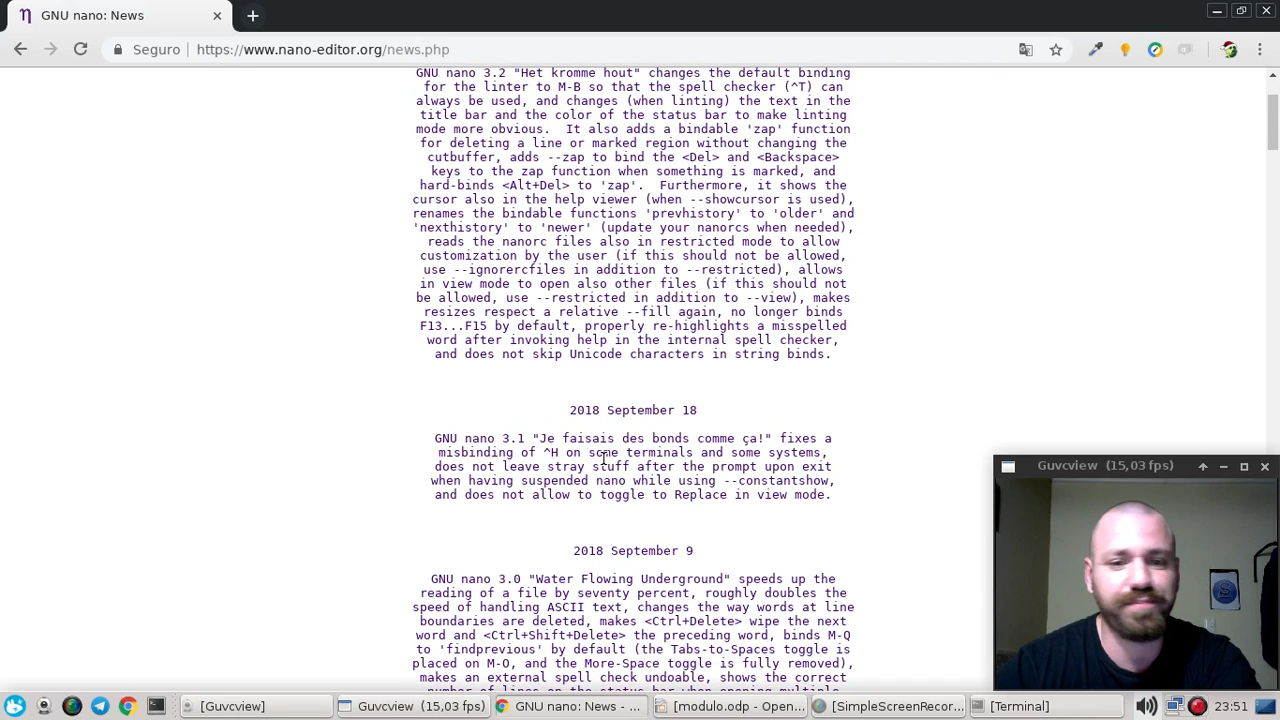 GNU nano: News
Seguro https://www.nano-editor.org/news.php
GNU nano 3.2 "Het kromme hout" changes the default binding
for the linter to M-B so that the spell checker (^T) can
always be used, and changes (when linting) the text in the
title bar and the color of the status bar to make linting
mode more obvious.  It also adds a bindable 'zap' function
for deleting a line or marked region without changing the
cutbuffer, adds --zap to bind the <Del> and <Backspace>
keys to the zap function when something is marked, and
hard-binds <Alt+Del> to 'zap'.  Furthermore, it shows the
cursor also in the help viewer (when --showcursor is used),
renames the bindable functions 'prevhistory' to 'older' and
'nexthistory' to 'newer' (update your nanorcs when needed),
reads the nanorc files also in restricted mode to allow
customization by the user (if this should not be allowed,
use --ignorercfiles in addition to --restricted), allows
in view mode to open also other files (if this should not
be allowed, use --restricted in addition to --view), makes
resizes respect a relative --fill again, no longer binds
F13...F15 by default, properly re-highlights a misspelled
word after invoking help in the internal spell checker,
and does not skip Unicode characters in string binds.
2018 September 18
GNU nano 3.1 "Je faisais des bonds comme ça!" fixes a
misbinding of ^H on some terminals and some systems,
does not leave stray stuff after the prompt upon exit
when having suspended nano while using --constantshow,
and does not allow to toggle to Replace in view mode.
2018 September 9
GNU nano 3.0 "Water Flowing Underground" speeds up the
reading of a file by seventy percent, roughly doubles the
speed of handling ASCII text, changes the way words at line
boundaries are deleted, makes <Ctrl+Delete> wipe the next
word and <Ctrl+Shift+Delete> the preceding word, binds M-Q
to 'findprevious' by default (the Tabs-to-Spaces toggle is
placed on M-O, and the More-Space toggle is fully removed),
makes an external spell check undoable, shows the correct
number of lines on the status bar when opening multiple
Guvcview (15,03 fps)
[Guvcview]
Guvcview (15,03 fps)
GNU nano: News - ...
[modulo.odp - Open...
[SimpleScreenRecor...
[Terminal]
23:51